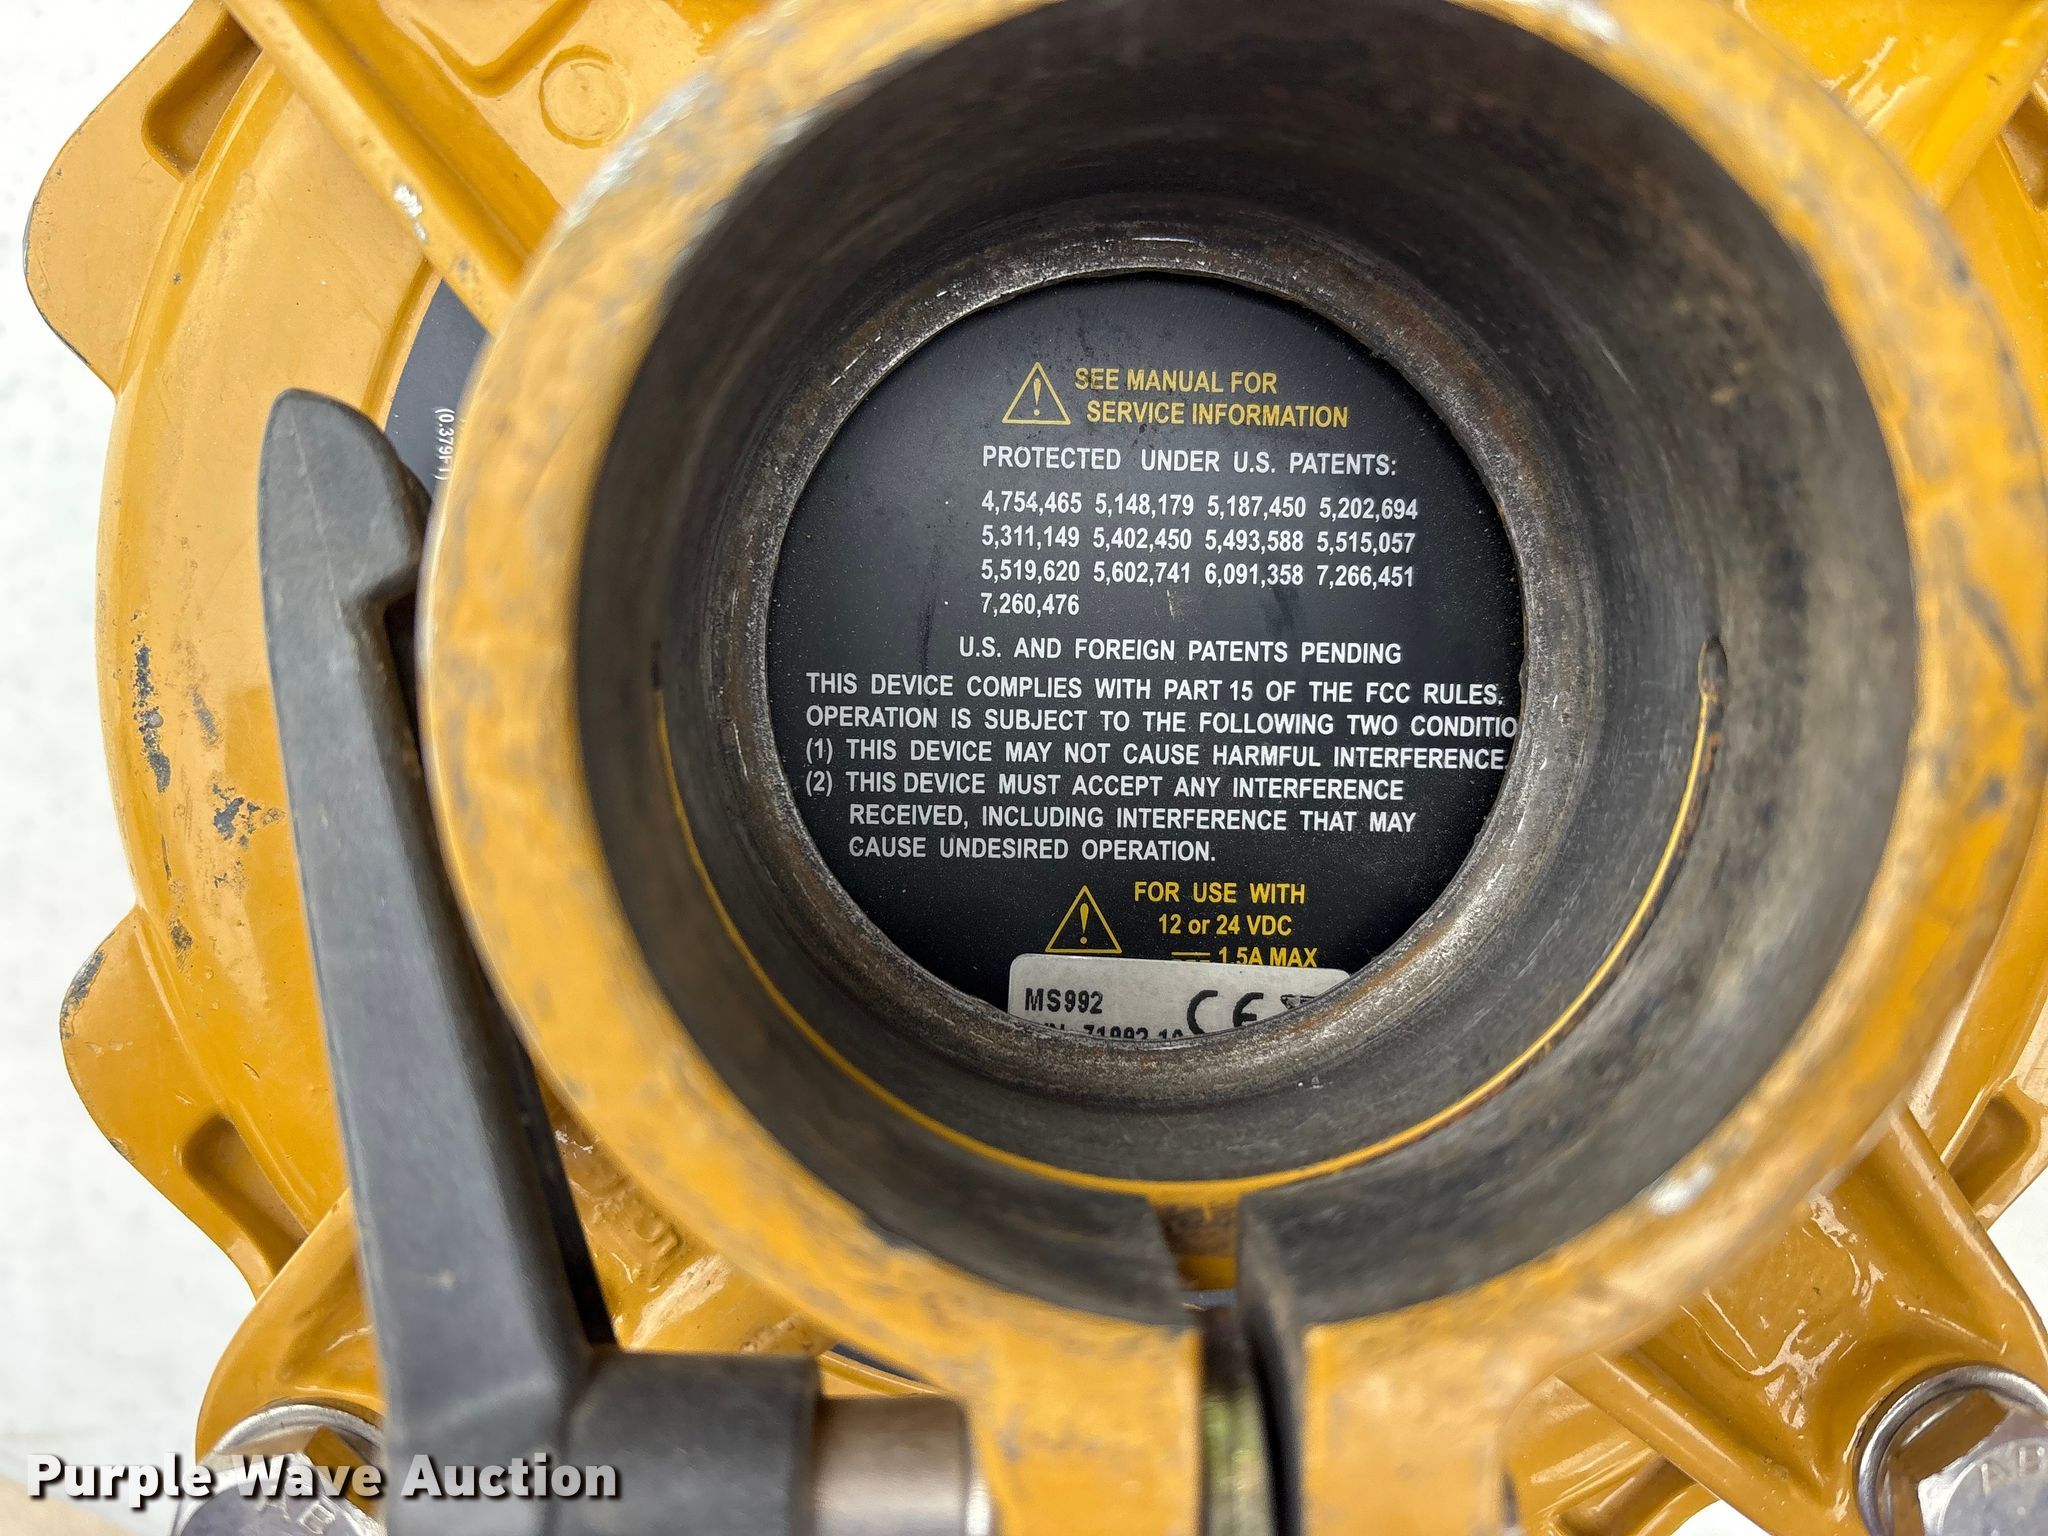 SEE MANUAL FOR
SERVICE INFORMATION
PROTECTED UNDER U.S. PATENTS:
4,754,465 5,148,179 5,187,450 5,202,694
5,311,149 5,402,450 5,493,588 5,515,057
5,519,620 5,602,741 6,091,358 7,266,451
7,260,476
U.S. AND FOREIGN PATENTS PENDING
THIS DEVICE COMPLIES WITH PART 15 OF THE FCC RULES.
OPERATION IS SUBJECT TO THE FOLLOWING TWO CONDITIO
(1) THIS DEVICE MAY NOT CAUSE HARMFUL INTERFERENCE
(2) THIS DEVICE MUST ACCEPT ANY INTERFERENCE
RECEIVED, INCLUDING INTERFERENCE THAT MAY
CAUSE UNDESIRED OPERATION.
FOR USE WITH
12 or 24 VDC
1.5A MAX
MS992
CE
Purple Wave Auction